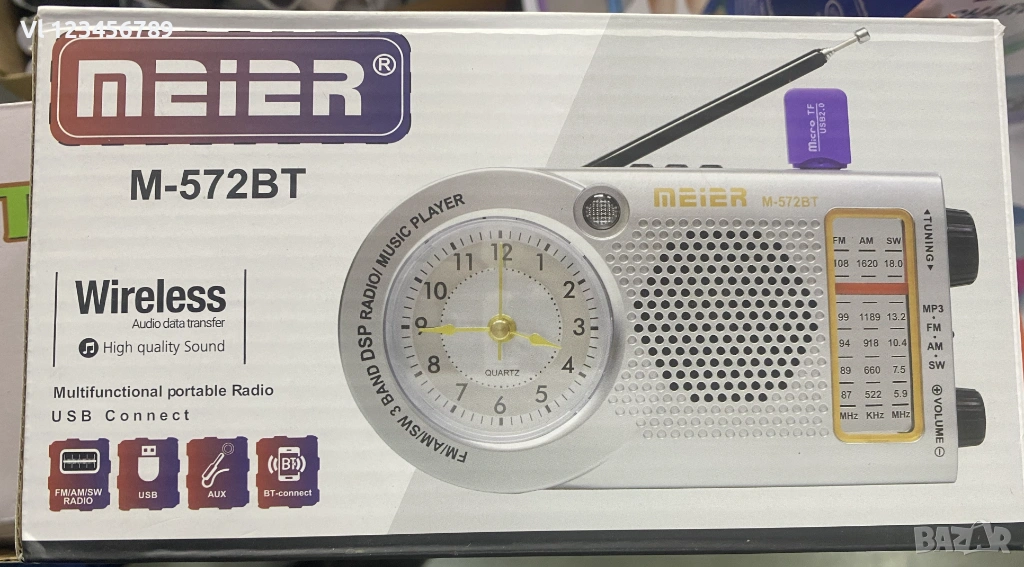 Vl 123456789
MEIER®
M-572BT
Wireless
Audio data transfer
High quality Sound
Multifunctional portable Radio
USB Connect
FM/AM/SW
RADIO
USB
AUX
BT
BT-connect
FM/AM/SW 3 BAND DSP RADIO/ MUSIC PLAYER
12
1
2
3
4
5
6
7
8
9
10
11
QUARTZ
Micro TF
USB2.0
MEIER M-572BT
FM AM SW
108 1620 18.0
99 1189 13.2
94 918 10.4
89 660 7.5
87 522 5.9
MHz KHz MHz
◄TUNING►
MP3
FM
AM
SW
⊕ VOLUME ⊖
BAZAR